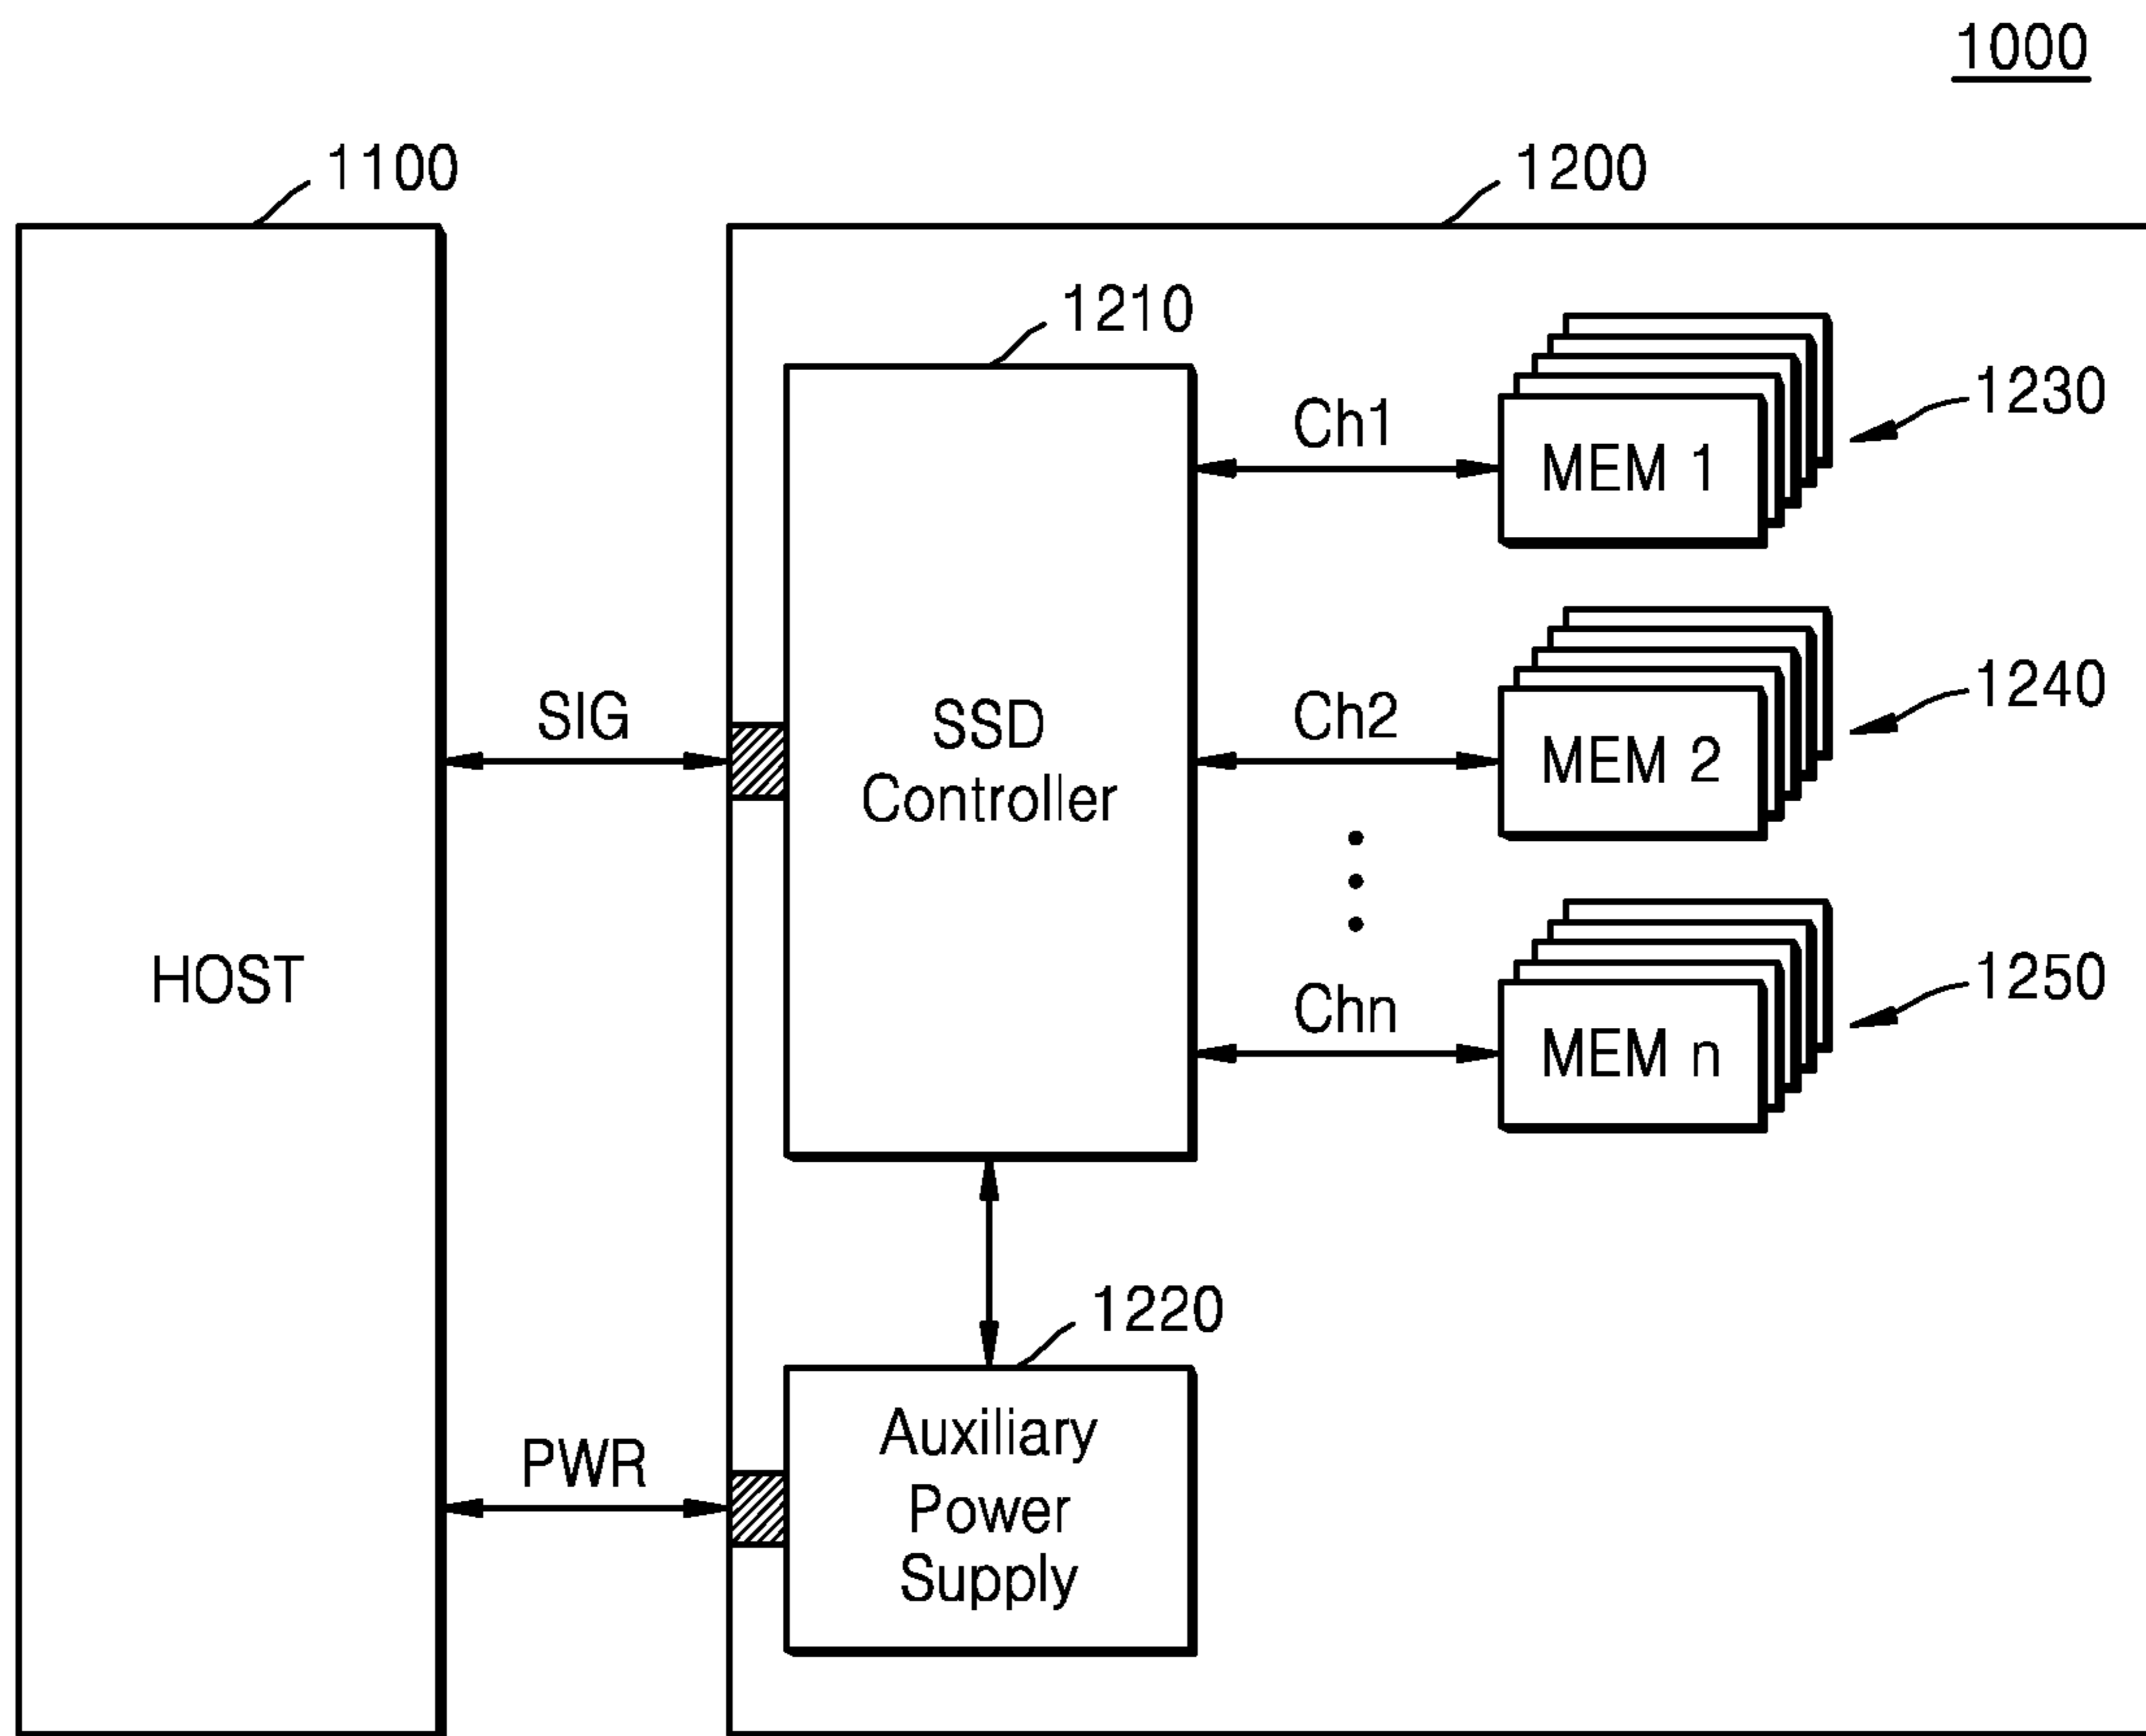 1000
1100
1200
1210
Ch1
MEM 1
1230
SIG
SSD
Controller
Ch2
MEM 2
1240
HOST
Chn
MEM n
1250
1220
PWR
Auxiliary
Power
Supply